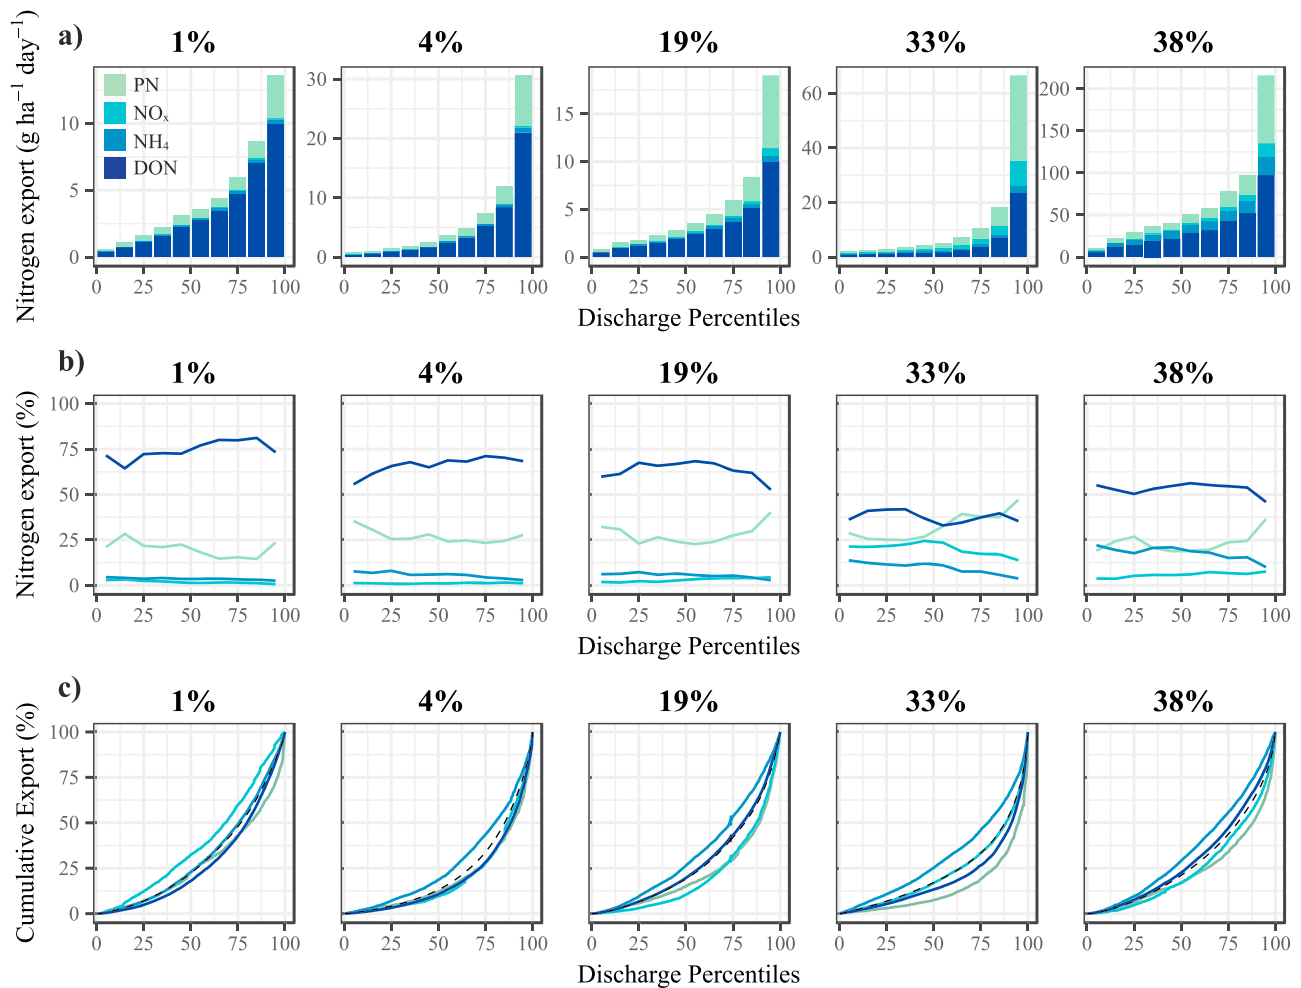 a)
1% 4% 19% 33% 38%
Nitrogen export (g ha⁻¹ day⁻¹)
PN
NOₓ
NH₄
DON
10
5
0
30
20
10
0
15
10
5
0
60
40
20
0
200
150
100
50
0
0 25 50 75 100 0 25 50 75 100 0 25 50 75 100 0 25 50 75 100 0 25 50 75 100
Discharge Percentiles
b)
1% 4% 19% 33% 38%
Nitrogen export (%)
100
75
50
25
0
0 25 50 75 100 0 25 50 75 100 0 25 50 75 100 0 25 50 75 100 0 25 50 75 100
Discharge Percentiles
c)
1% 4% 19% 33% 38%
Cumulative Export (%)
100
75
50
25
0
0 25 50 75 100 0 25 50 75 100 0 25 50 75 100 0 25 50 75 100 0 25 50 75 100
Discharge Percentiles